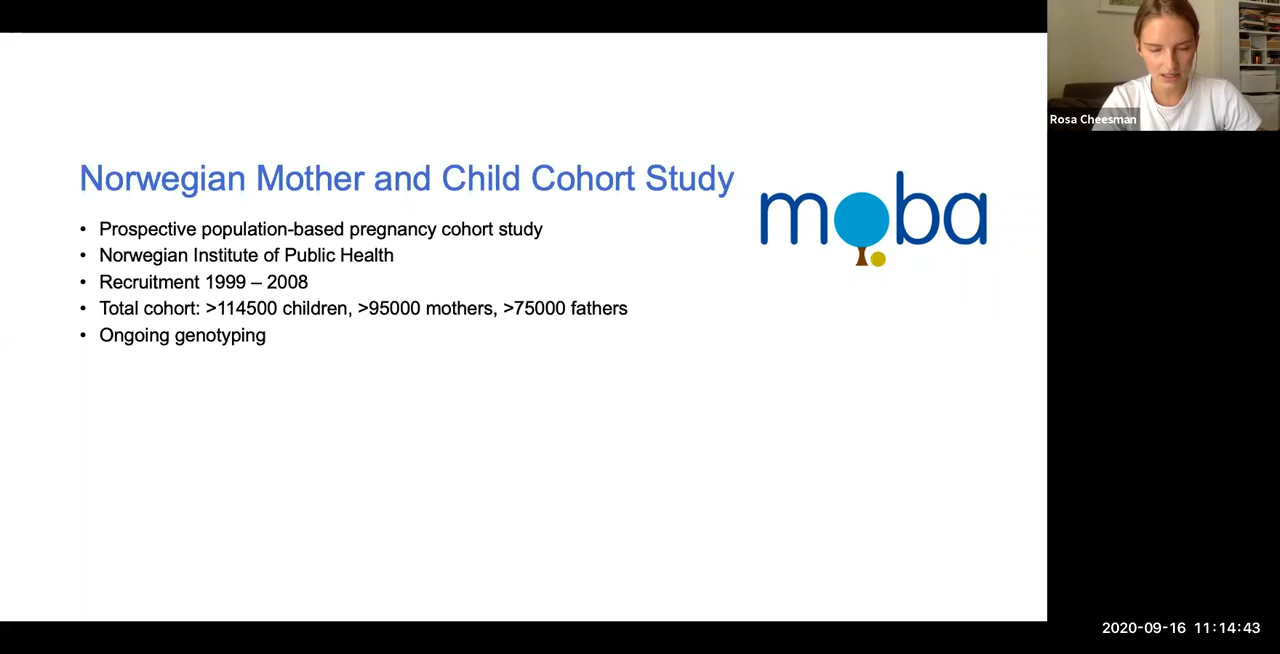 Norwegian Mother and Child Cohort Study
• Prospective population-based pregnancy cohort study
• Norwegian Institute of Public Health
• Recruitment 1999 – 2008
• Total cohort: >114500 children, >95000 mothers, >75000 fathers
• Ongoing genotyping
moba
Rosa Cheesman
2020-09-16 11:14:43